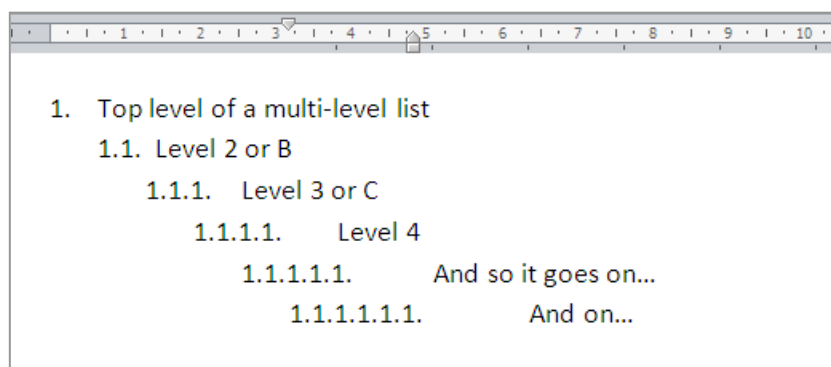 1 2 3 4 5 6 7 8 9 10
1. Top level of a multi-level list
1.1. Level 2 or B
1.1.1. Level 3 or C
1.1.1.1. Level 4
1.1.1.1.1. And so it goes on...
1.1.1.1.1.1. And on...